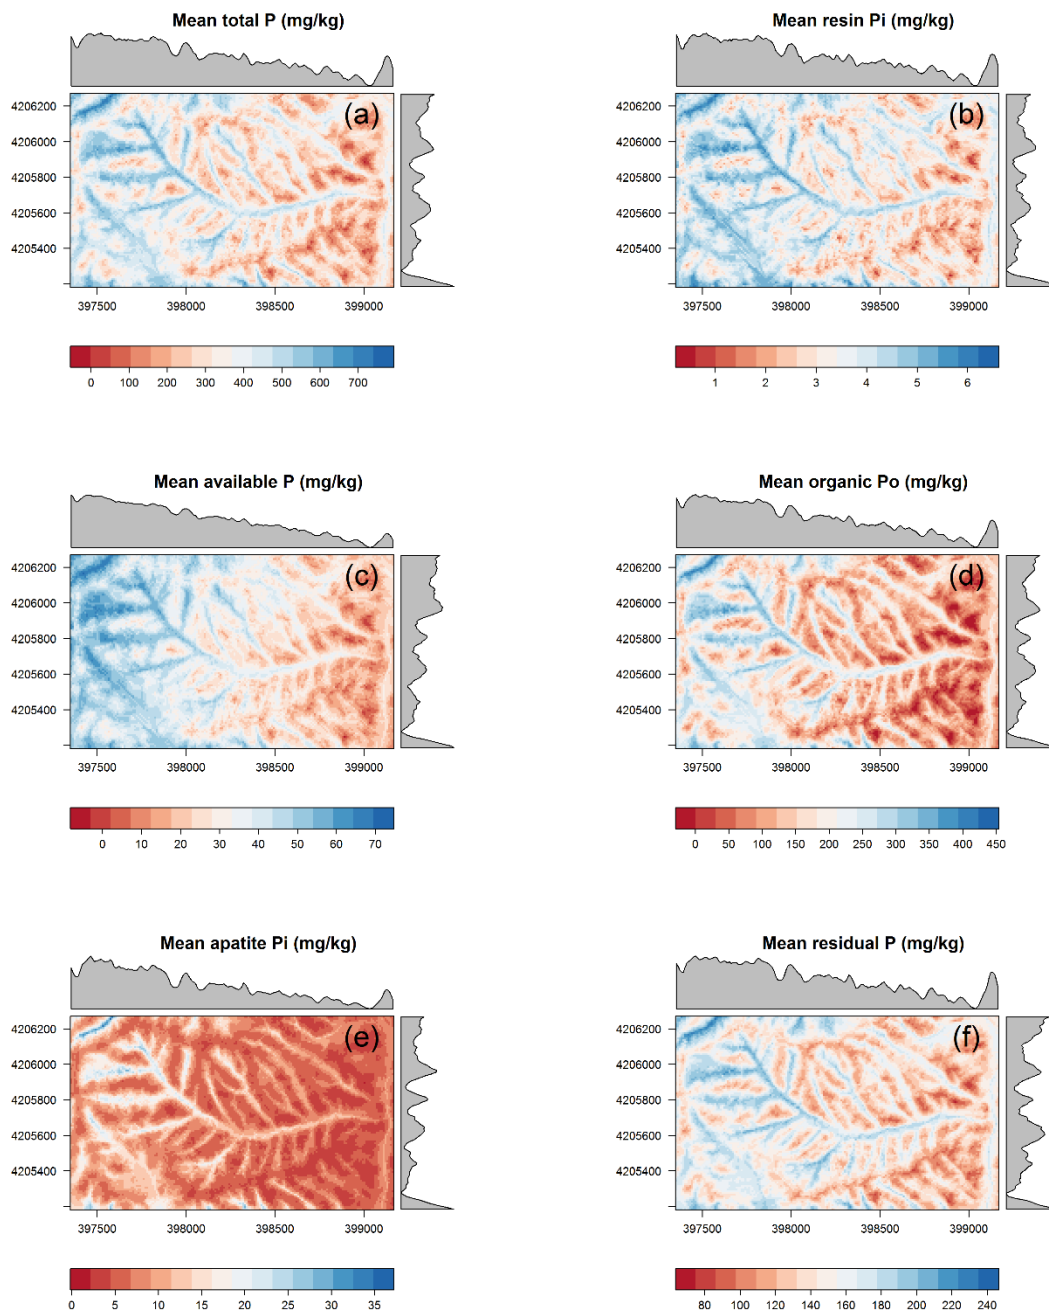 Mean total P (mg/kg)
(a)
4206200
4206000
4205800
4205600
4205400
397500 398000 398500 399000
0 100 200 300 400 500 600 700
Mean resin Pi (mg/kg)
(b)
4206200
4206000
4205800
4205600
4205400
397500 398000 398500 399000
1 2 3 4 5 6
Mean available P (mg/kg)
(c)
4206200
4206000
4205800
4205600
4205400
397500 398000 398500 399000
0 10 20 30 40 50 60 70
Mean organic Po (mg/kg)
(d)
4206200
4206000
4205800
4205600
4205400
397500 398000 398500 399000
0 50 100 150 200 250 300 350 400 450
Mean apatite Pi (mg/kg)
(e)
4206200
4206000
4205800
4205600
4205400
397500 398000 398500 399000
0 5 10 15 20 25 30 35
Mean residual P (mg/kg)
(f)
4206200
4206000
4205800
4205600
4205400
397500 398000 398500 399000
80 100 120 140 160 180 200 220 240